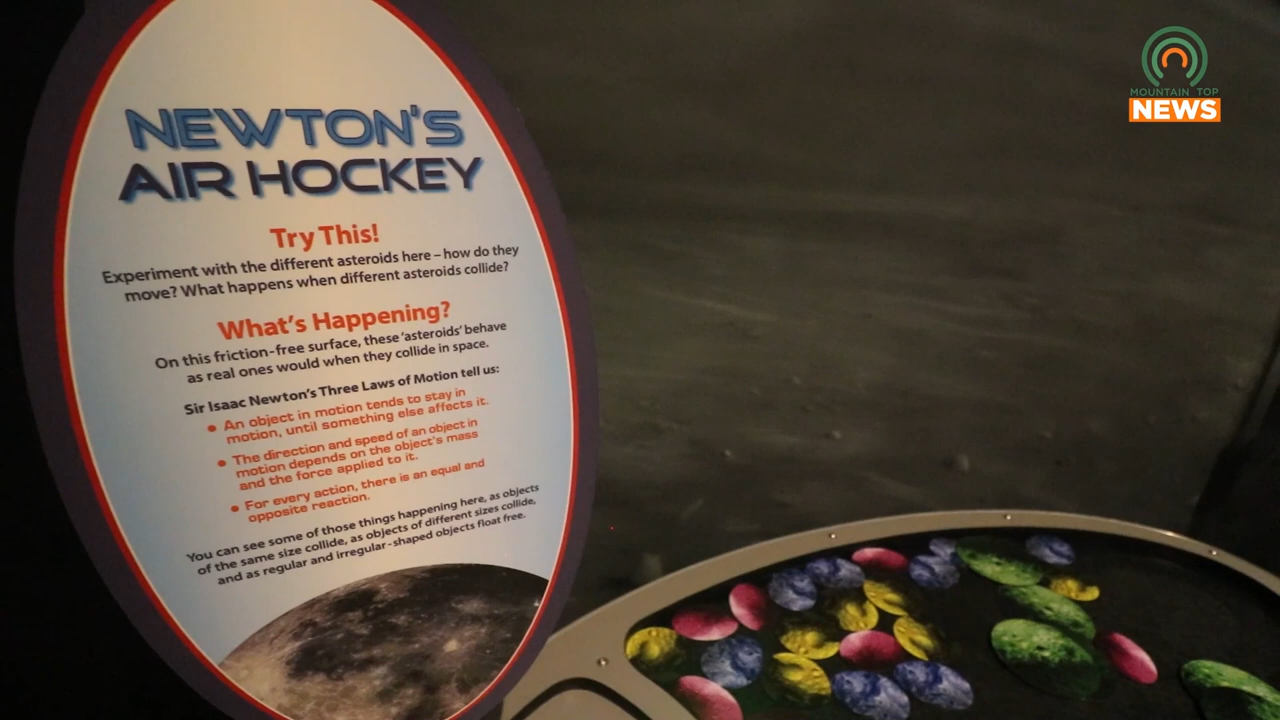 NEWTON'S
AIR HOCKEY
Try This!
Experiment with the different asteroids here – how do they
move? What happens when different asteroids collide?
What's Happening?
On this friction-free surface, these 'asteroids' behave
as real ones would when they collide in space.
Sir Isaac Newton's Three Laws of Motion tell us:
• An object in motion tends to stay in
motion, until something else affects it.
• The direction and speed of an object in
motion depends on the object's mass
and the force applied to it.
• For every action, there is an equal and
opposite reaction.
You can see some of those things happening here, as objects
of the same size collide, as objects of different sizes collide,
and as regular and irregular-shaped objects float free.
MOUNTAIN TOP
NEWS